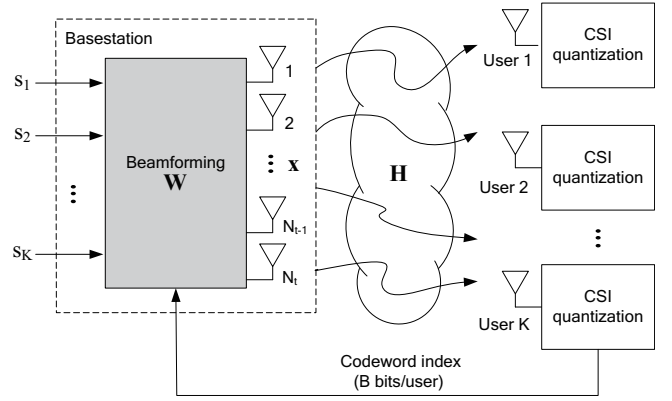 Basestation
S1
S2
SK
Beamforming
W
1
2
x
Nt-1
Nt
H
User 1
CSI
quantization
User 2
CSI
quantization
User K
CSI
quantization
Codeword index
(B bits/user)